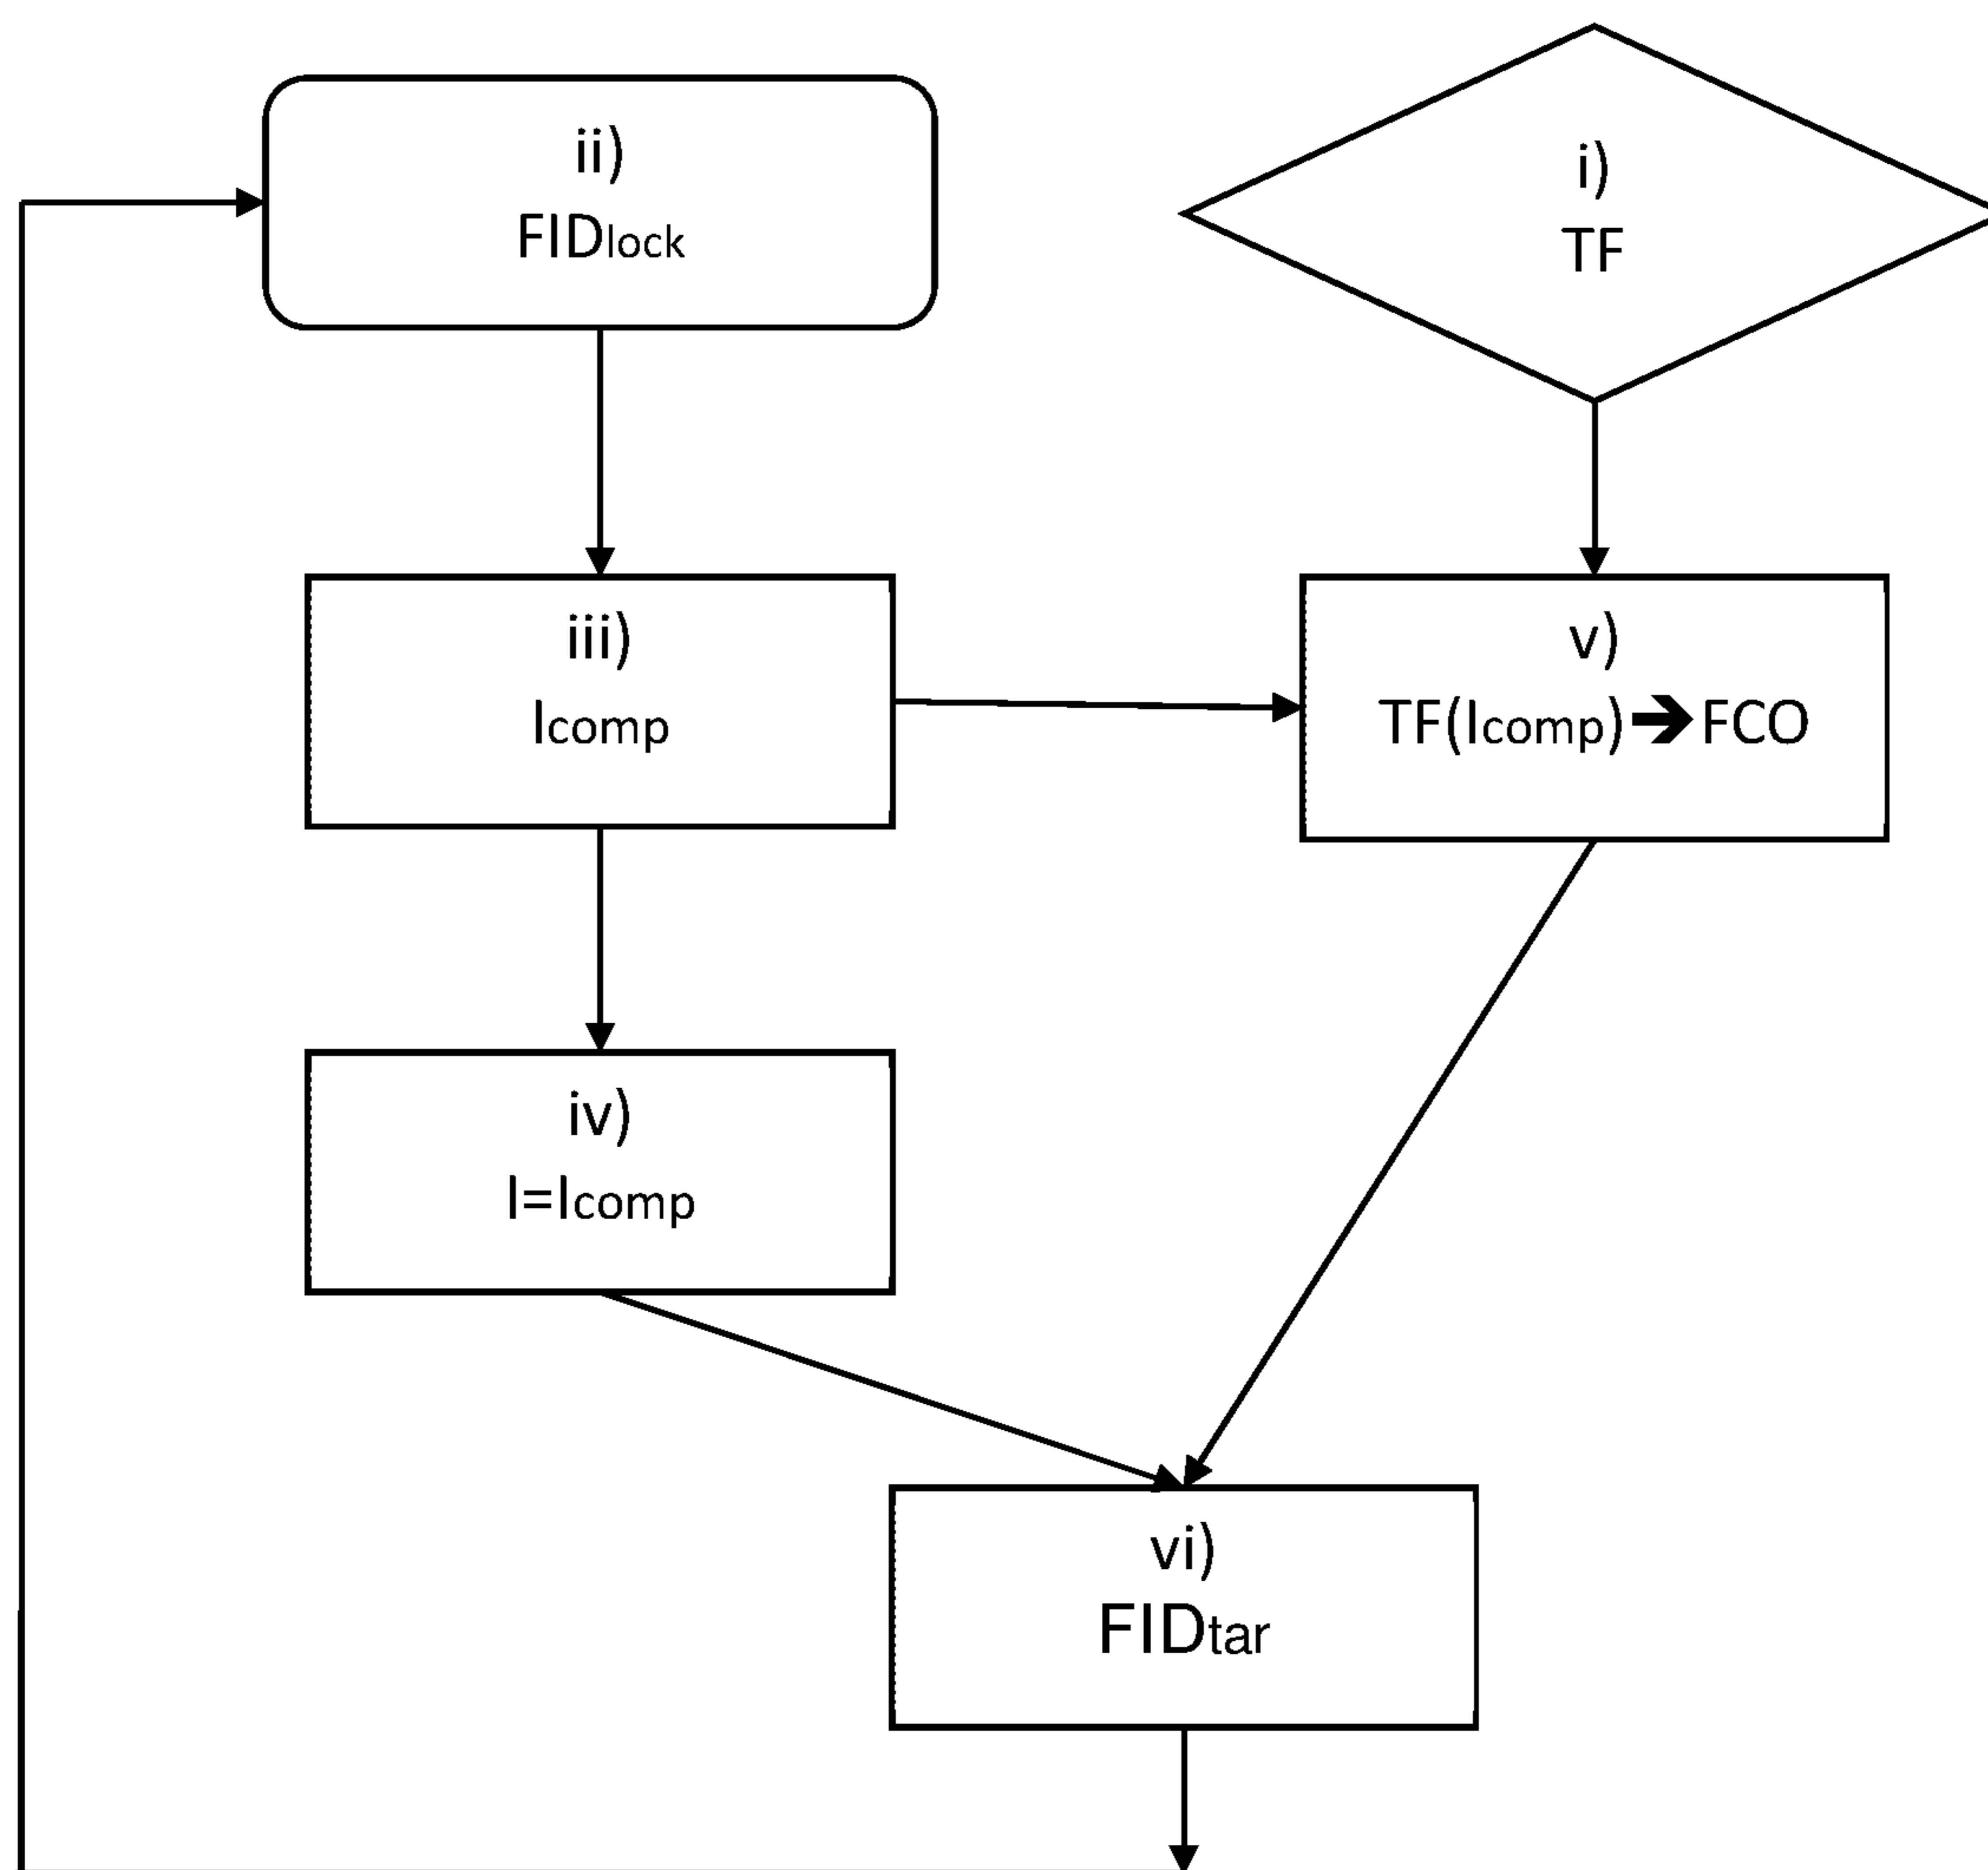 ii)
FIDlock
i)
TF
iii)
Icomp
v)
TF(Icomp)➔FCO
iv)
I=Icomp
vi)
FIDtar